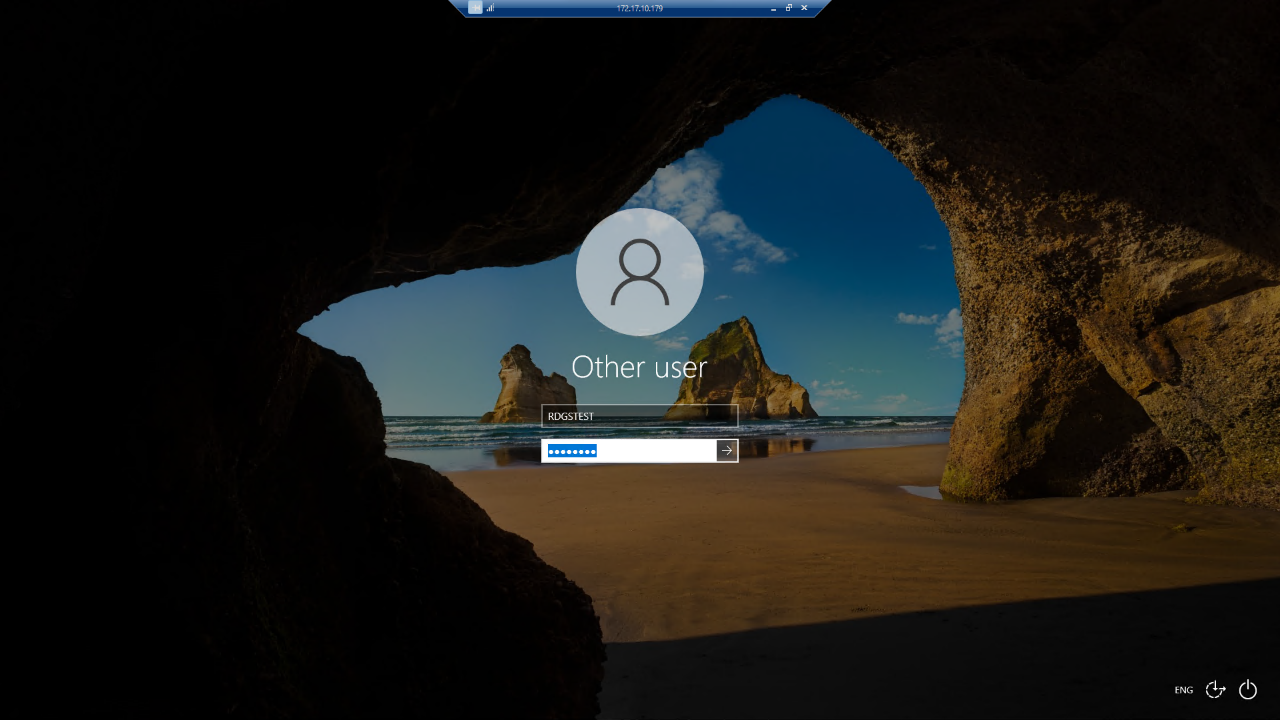 172.17.10.179
Other user
RDGSTEST
ENG